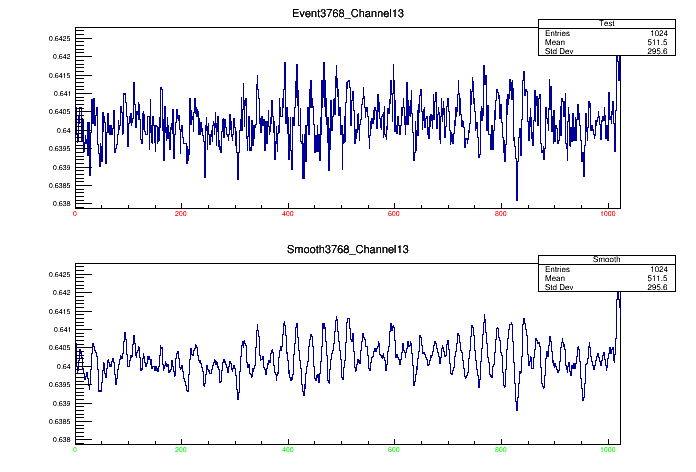 Event3768_Channel13
Test
Entries 1024
Mean 511.5
Std Dev 295.6
0.6425
0.642
0.6415
0.641
0.6405
0.64
0.6395
0.639
0.6385
0.638
0 200 400 600 800 1000
Smooth3768_Channel13
Smooth
Entries 1024
Mean 511.5
Std Dev 295.6
0.6425
0.642
0.6415
0.641
0.6405
0.64
0.6395
0.639
0.6385
0.638
0 200 400 600 800 1000